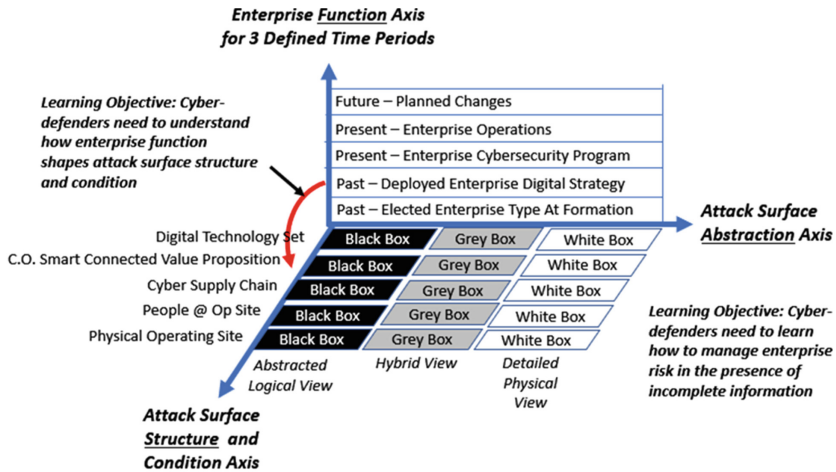 Enterprise Function Axis
for 3 Defined Time Periods
Learning Objective: Cyber-
defenders need to understand
how enterprise function
shapes attack surface structure
and condition
Future – Planned Changes
Present – Enterprise Operations
Present – Enterprise Cybersecurity Program
Past – Deployed Enterprise Digital Strategy
Past – Elected Enterprise Type At Formation
Attack Surface
Abstraction Axis
Digital Technology Set
Black Box
Grey Box
White Box
C.O. Smart Connected Value Proposition
Black Box
Grey Box
White Box
Cyber Supply Chain
Black Box
Grey Box
White Box
People @ Op Site
Black Box
Grey Box
White Box
Physical Operating Site
Black Box
Grey Box
White Box
Abstracted
Logical View
Hybrid View
Detailed
Physical
View
Learning Objective: Cyber-
defenders need to learn
how to manage enterprise
risk in the presence of
incomplete information
Attack Surface
Structure and
Condition Axis